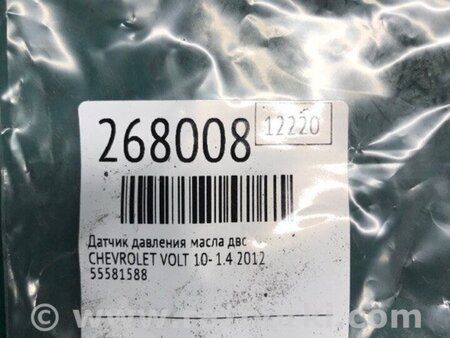 268008 12220
Датчик давления масла двс
CHEVROLET VOLT 10- 1.4 2012
55581588